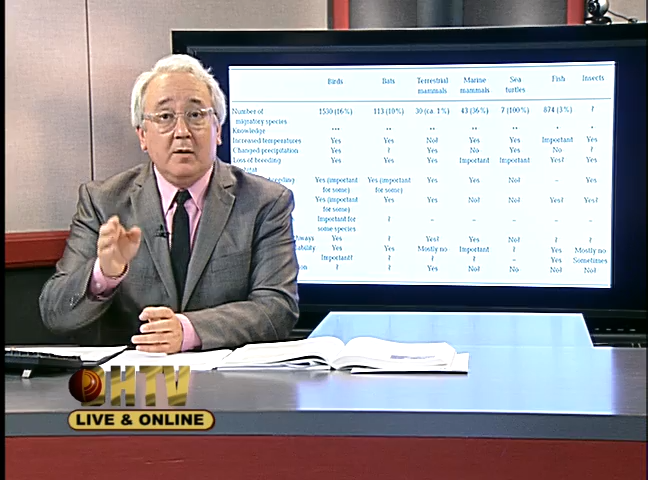 Birds Bats Terrestrial mammals Marine mammals Sea turtles Fish Insects
Number of migratory species 1530 (16%) 113 (10%) 30 (ca. 1%) 43 (36%) 7 (100%) 874 (3%) ?
Knowledge *** ** ** ** ** * *
Increased temperatures Yes Yes No? Yes Yes Important Yes
Changed precipitation Yes ? Yes No Yes No ?
Loss of breeding Yes Yes Yes Important Important Yes? Yes
Yes (important for some) Yes (important for some) Yes Yes No? – Yes
Yes (important for some) Yes Yes No? No? Yes? Yes?
Important for some species ? – – – – –
Yes ? Yes? Yes No? ? ?
Yes Yes Mostly no Important ? Yes Mostly no
Important? ? ? ? – Yes Sometimes
? ? Yes No? No No? No?
OHTV
LIVE & ONLINE